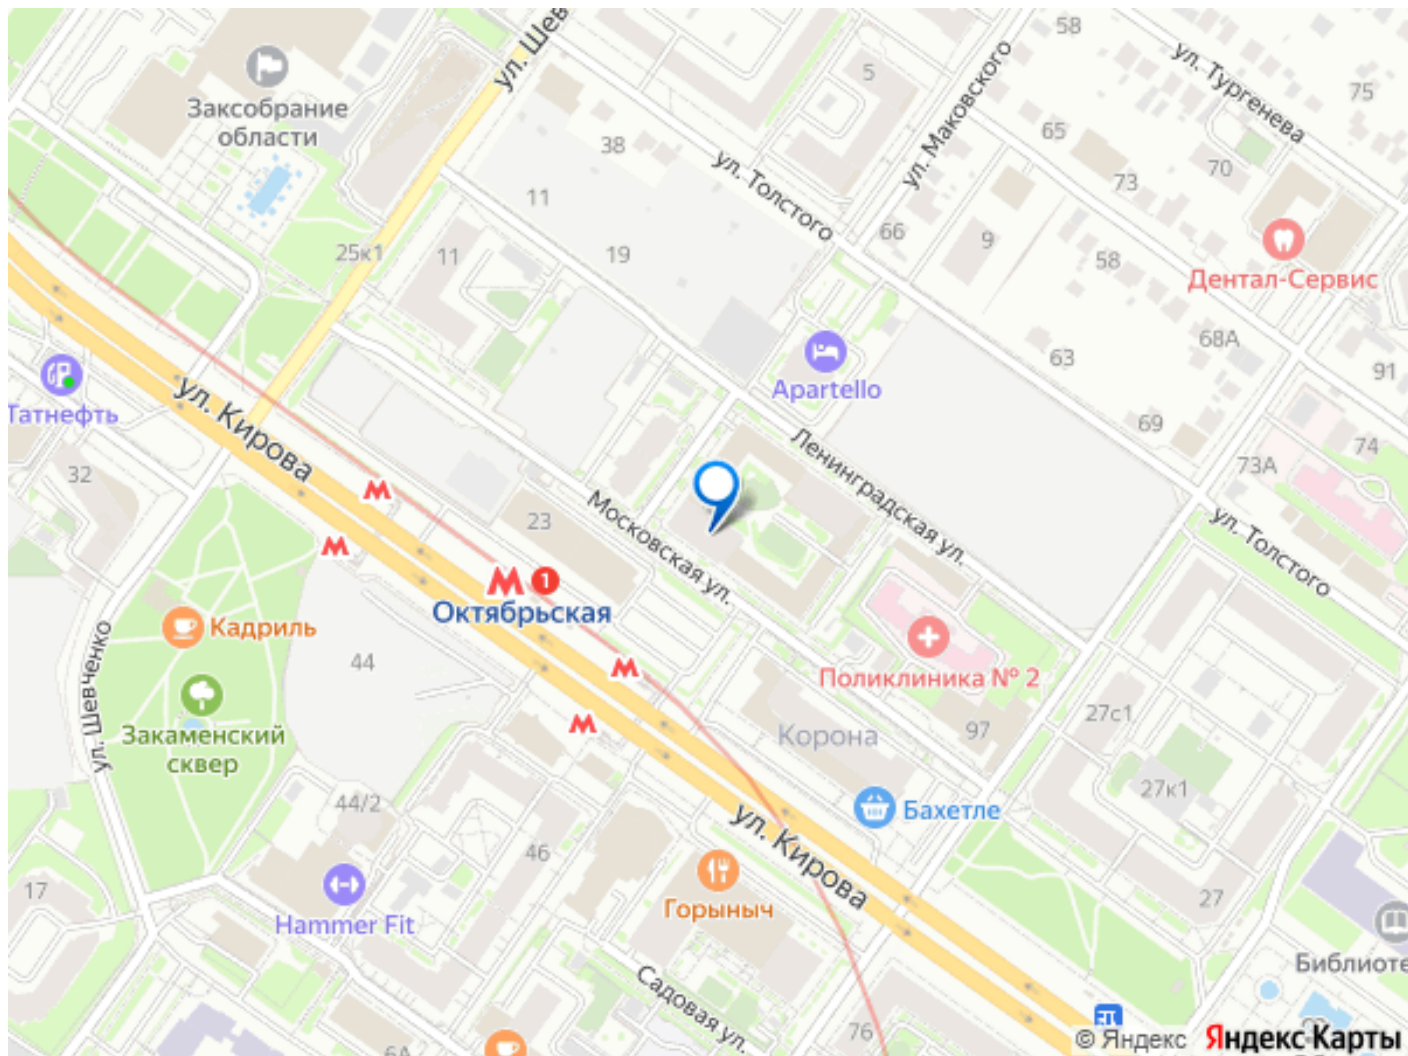 ул. Шев
58
ул. Тургенева
75
5
ул. Маковского
Заксобрание
области
38
65
70
ул. Толстого
73
11
66
9
25к1
11
19
58
Дентал-Сервис
68А
63
91
Apartello
Татнефть
ул. Кирова
69
74
73А
32
Ленинградская ул.
23
Московская ул.
ул. Толстого
1
Октябрьская
Кадриль
ул. Шевченко
44
Поликлиника № 2
27с1
97
Закаменский
сквер
Корона
27к1
44/2
Бахетле
ул. Кирова
46
17
Горыныч
27
Hammer Fit
Библиоте
Садовая ул.
76
6А
© Яндекс Яндекс Карты